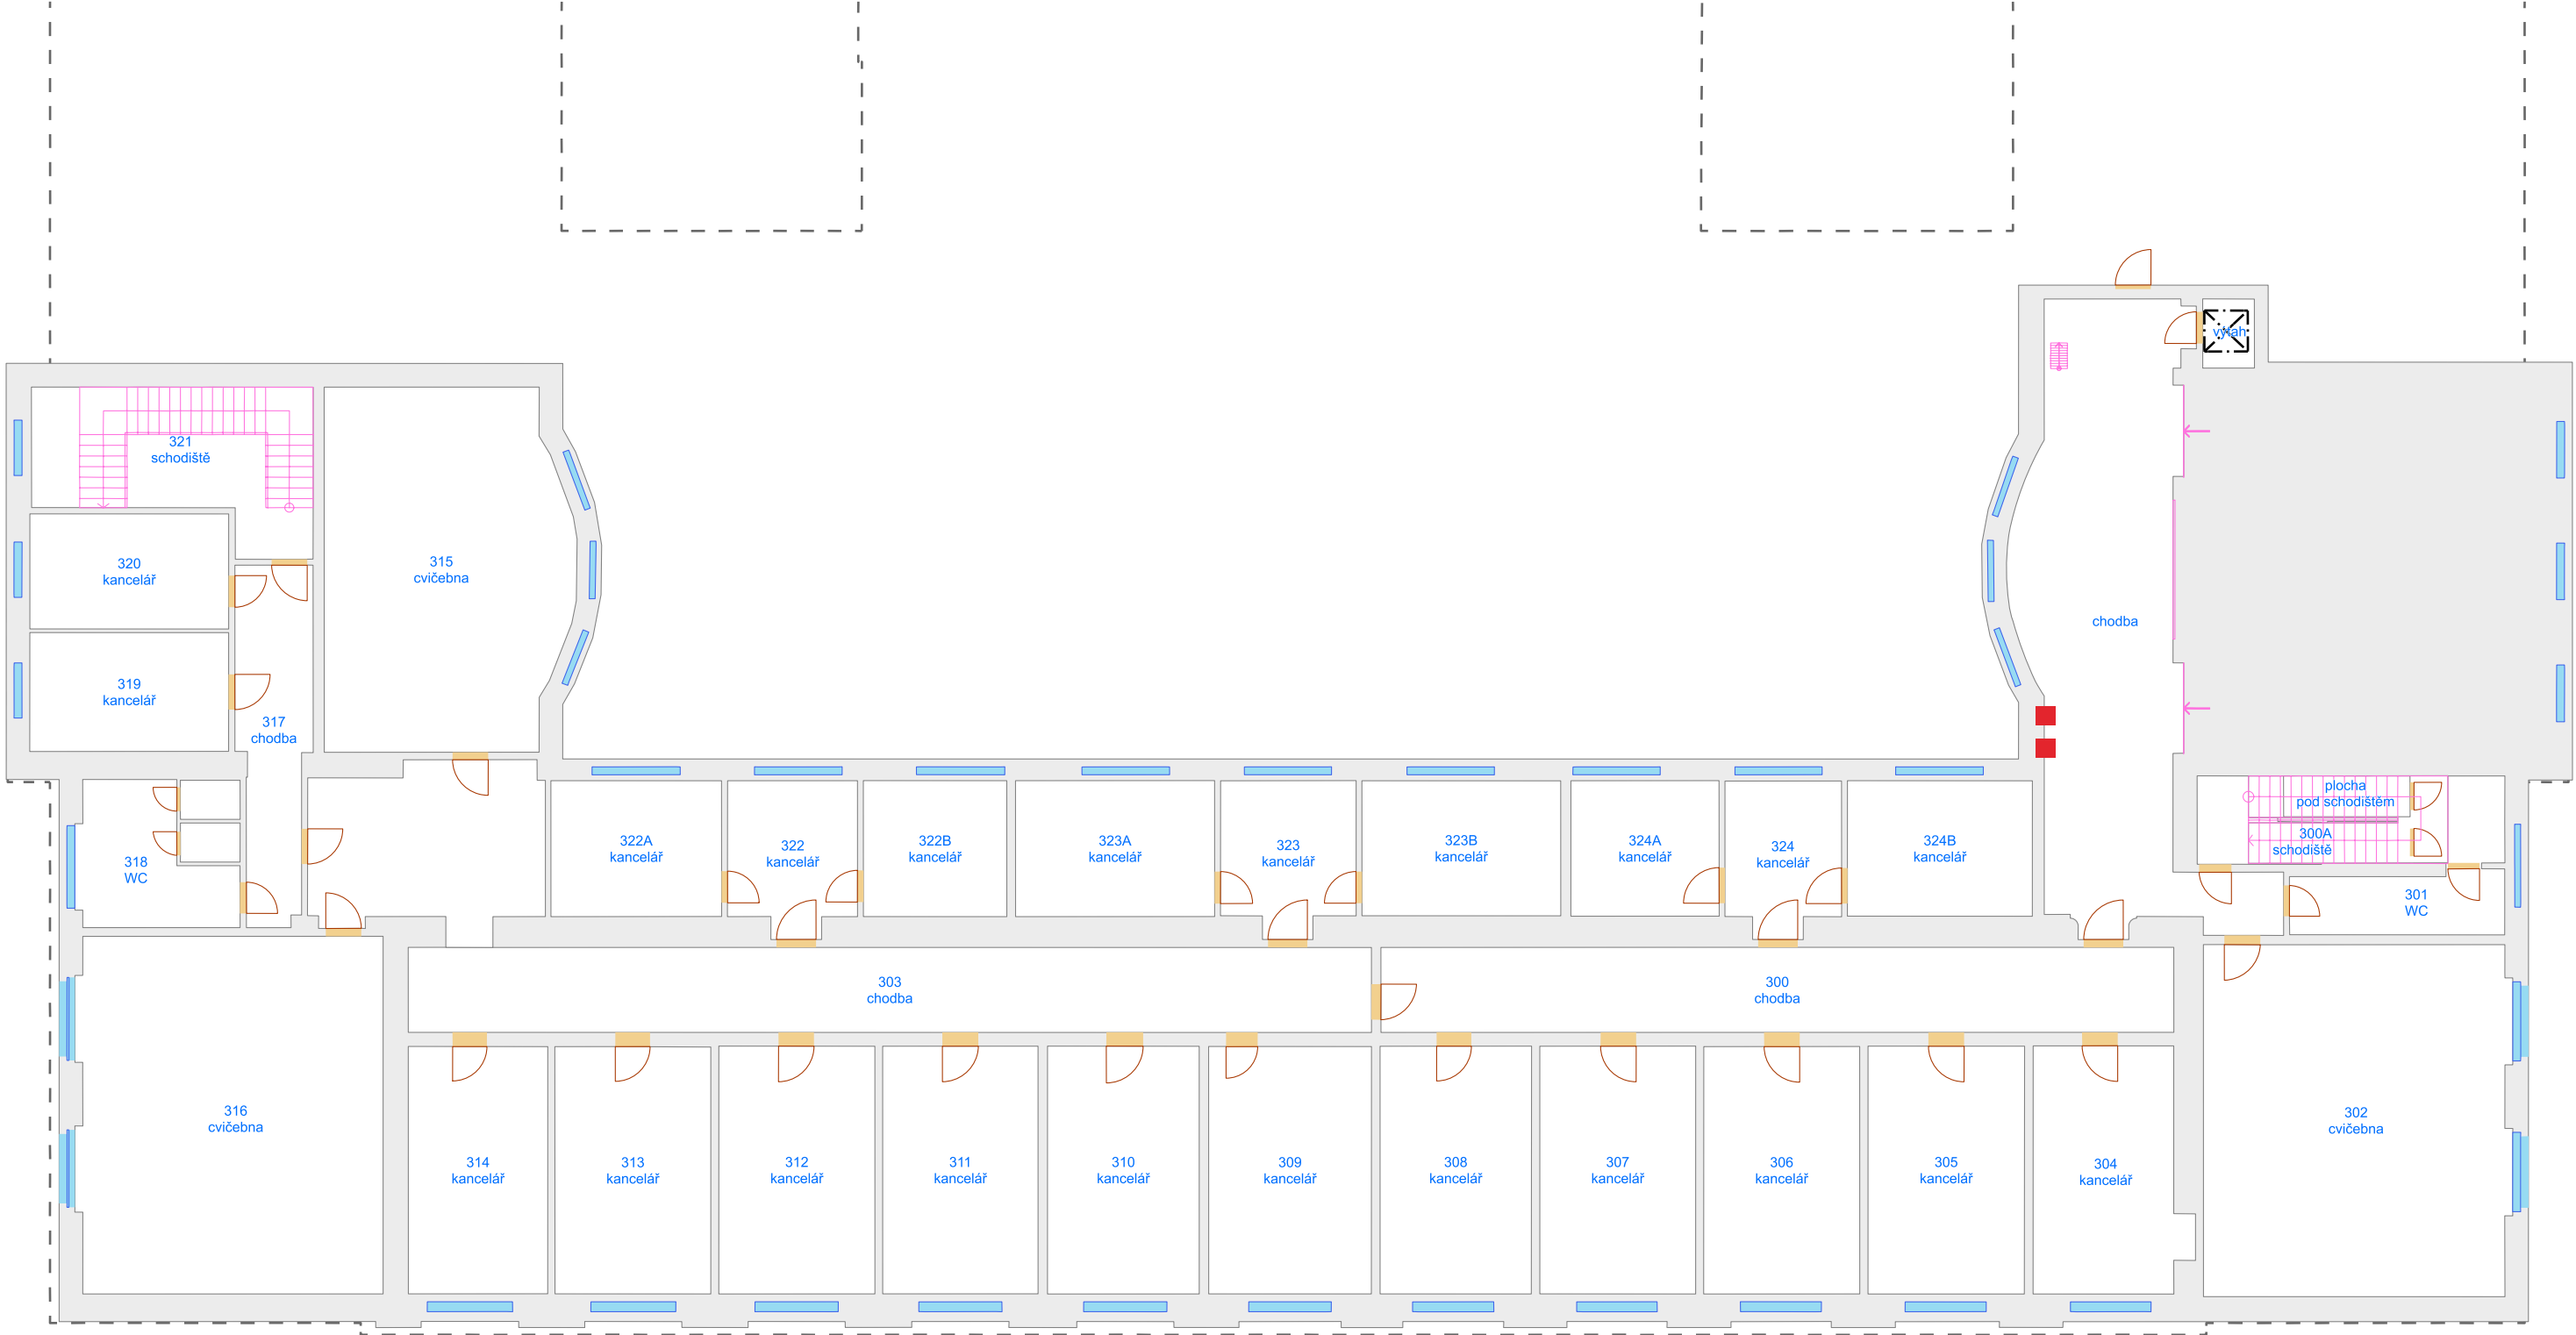 výtah
321
schodiště
320
kancelář
315
cvičebna
chodba
319
kancelář
317
chodba
plocha
pod schodištěm
300A
schodiště
318
WC
322A
kancelář
322
kancelář
322B
kancelář
323A
kancelář
323
kancelář
323B
kancelář
324A
kancelář
324
kancelář
324B
kancelář
301
WC
303
chodba
300
chodba
316
cvičebna
302
cvičebna
314
kancelář
313
kancelář
312
kancelář
311
kancelář
310
kancelář
309
kancelář
308
kancelář
307
kancelář
306
kancelář
305
kancelář
304
kancelář